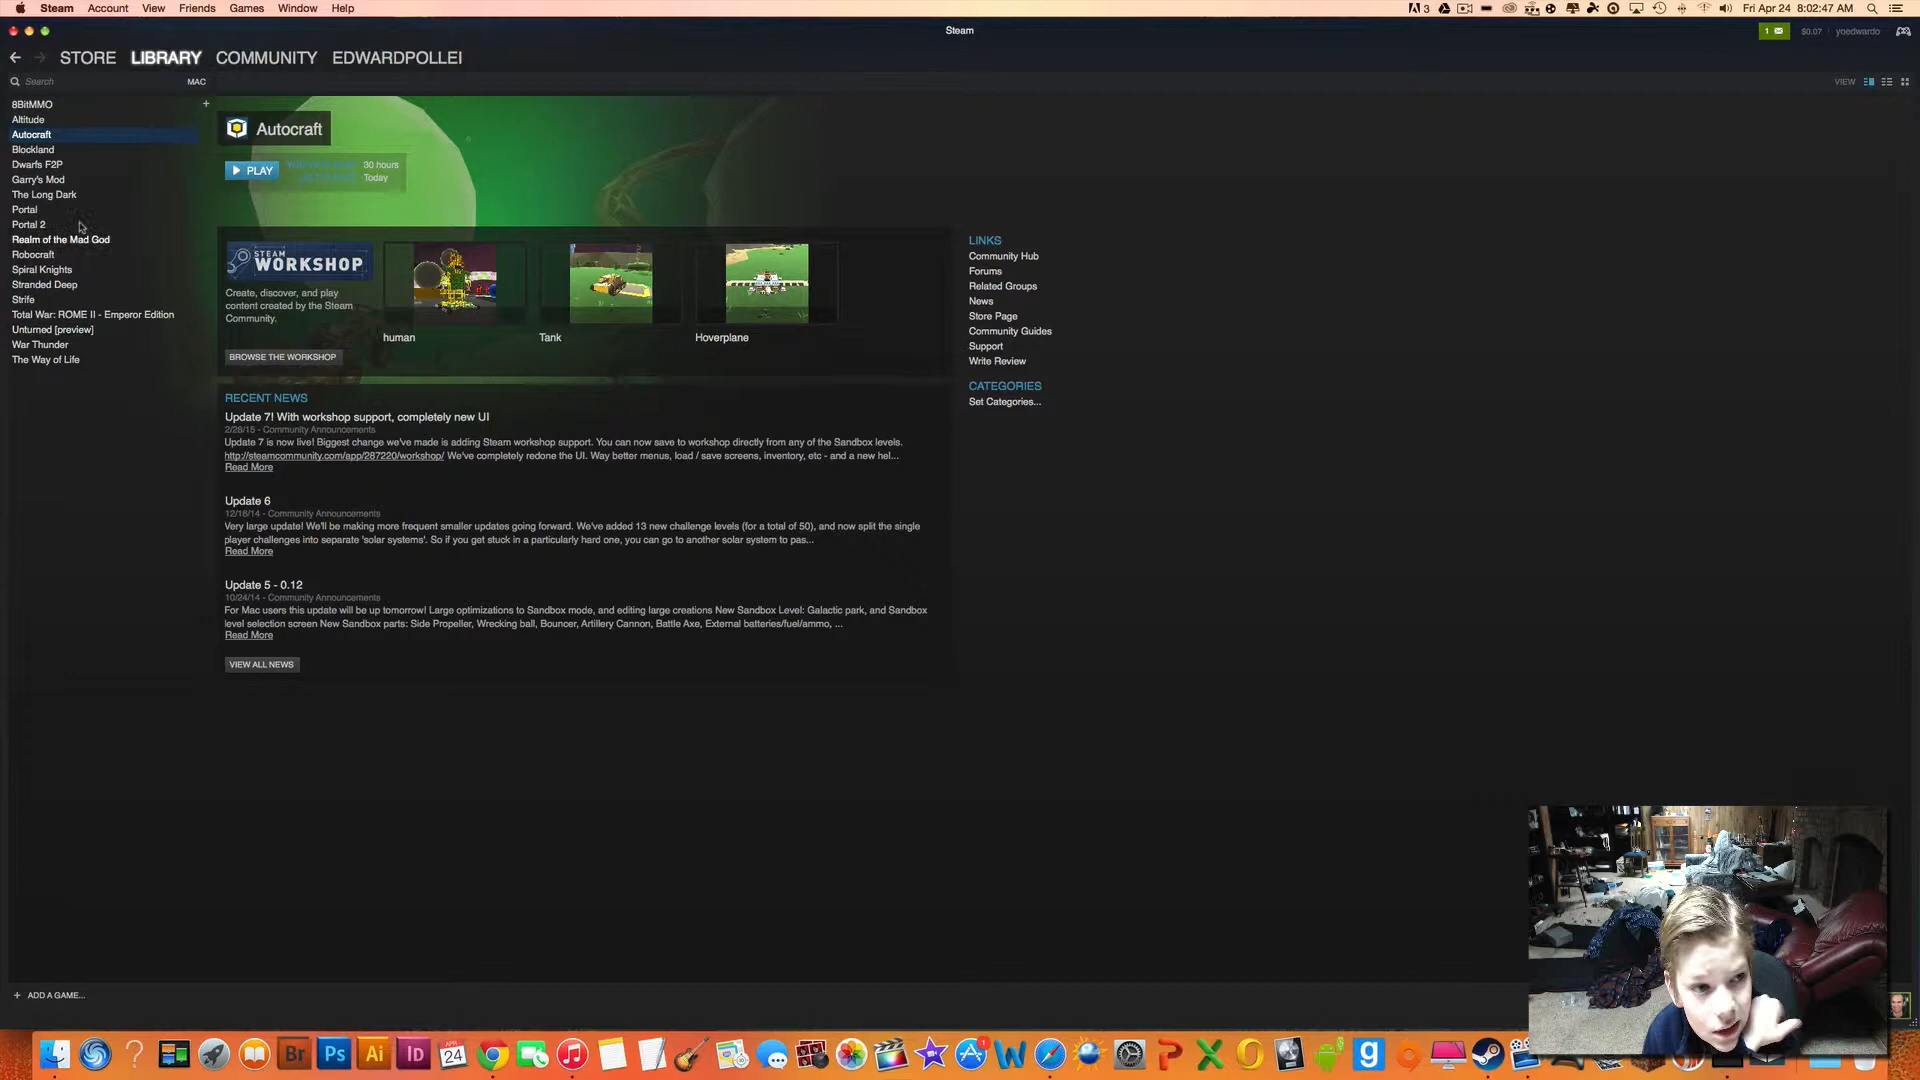 Steam Account View Friends Games Window Help
3 Fri Apr 24 8:02:47 AM
Steam
1 $0.07 yoedwardo
STORE LIBRARY COMMUNITY EDWARDPOLLEI
Search MAC
VIEW
8BitMMO +
Altitude
Autocraft
Blockland
Dwarfs F2P
Garry's Mod
The Long Dark
Portal
Portal 2
Realm of the Mad God
Robocraft
Spiral Knights
Stranded Deep
Strife
Total War: ROME II - Emperor Edition
Unturned [preview]
War Thunder
The Way of Life
Autocraft
PLAY
30 hours
Today
STEAM
WORKSHOP
Create, discover, and play
content created by the Steam
Community.
human
Tank
Hoverplane
BROWSE THE WORKSHOP
RECENT NEWS
Update 7! With workshop support, completely new UI
2/28/15 - Community Announcements
Update 7 is now live! Biggest change we've made is adding Steam workshop support. You can now save to workshop directly from any of the Sandbox levels.
http://steamcommunity.com/app/287220/workshop/ We've completely redone the UI. Way better menus, load / save screens, inventory, etc - and a new hel...
Read More
Update 6
12/16/14 - Community Announcements
Very large update! We'll be making more frequent smaller updates going forward. We've added 13 new challenge levels (for a total of 50), and now split the single
player challenges into separate 'solar systems'. So if you get stuck in a particularly hard one, you can go to another solar system to pas...
Read More
Update 5 - 0.12
10/24/14 - Community Announcements
For Mac users this update will be up tomorrow! Large optimizations to Sandbox mode, and editing large creations New Sandbox Level: Galactic park, and Sandbox
level selection screen New Sandbox parts: Side Propeller, Wrecking ball, Bouncer, Artillery Cannon, Battle Axe, External batteries/fuel/ammo, ...
Read More
VIEW ALL NEWS
LINKS
Community Hub
Forums
Related Groups
News
Store Page
Community Guides
Support
Write Review
CATEGORIES
Set Categories...
+ ADD A GAME...
Br Ps Ai Id APR 24 W P X O g